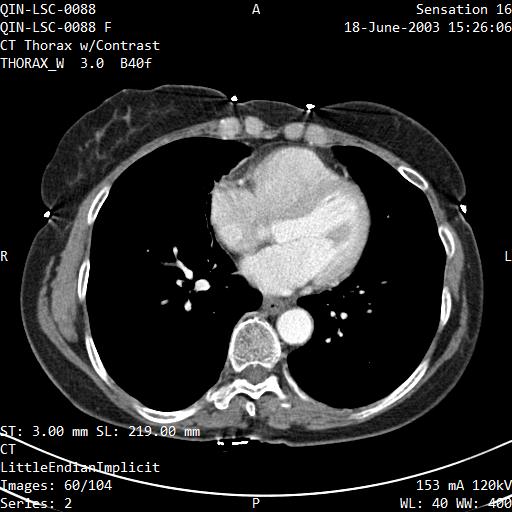 QIN-LSC-0088
A
Sensation 16
QIN-LSC-0088 F
18-June-2003 15:26:06
CT Thorax w/Contrast
THORAX_W 3.0 B40f
R
L
ST: 3.00 mm SL: 219.00 mm
CT
LittleEndianImplicit
Images: 60/104
153 mA 120kV
Series: 2
P
WL: 40 WW: 400